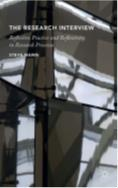 THE RESEARCH INTERVIEW
Reflective Practice and Reflexivity
in Research Processes
STEVE MANN